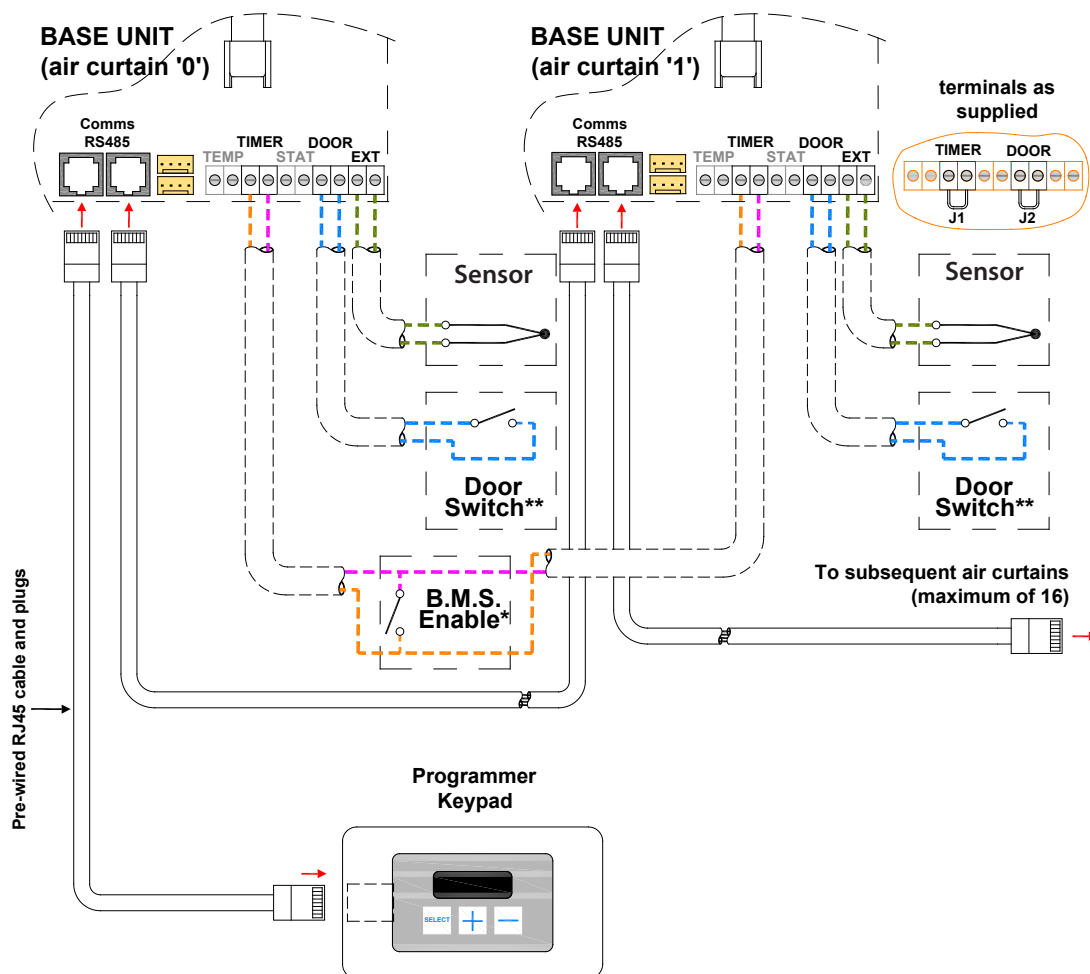 BASE UNIT
(air curtain '0')
Comms
RS485
TIMER
DOOR
TEMP
STAT
EXT
BASE UNIT
(air curtain '1')
Comms
RS485
TIMER
DOOR
TEMP
STAT
EXT
terminals as
supplied
TIMER
DOOR
J1
J2
Sensor
Sensor
Door
Switch**
Door
Switch**
B.M.S.
Enable*
To subsequent air curtains
(maximum of 16)
Pre-wired RJ45 cable and plugs
Programmer
Keypad
SELECT